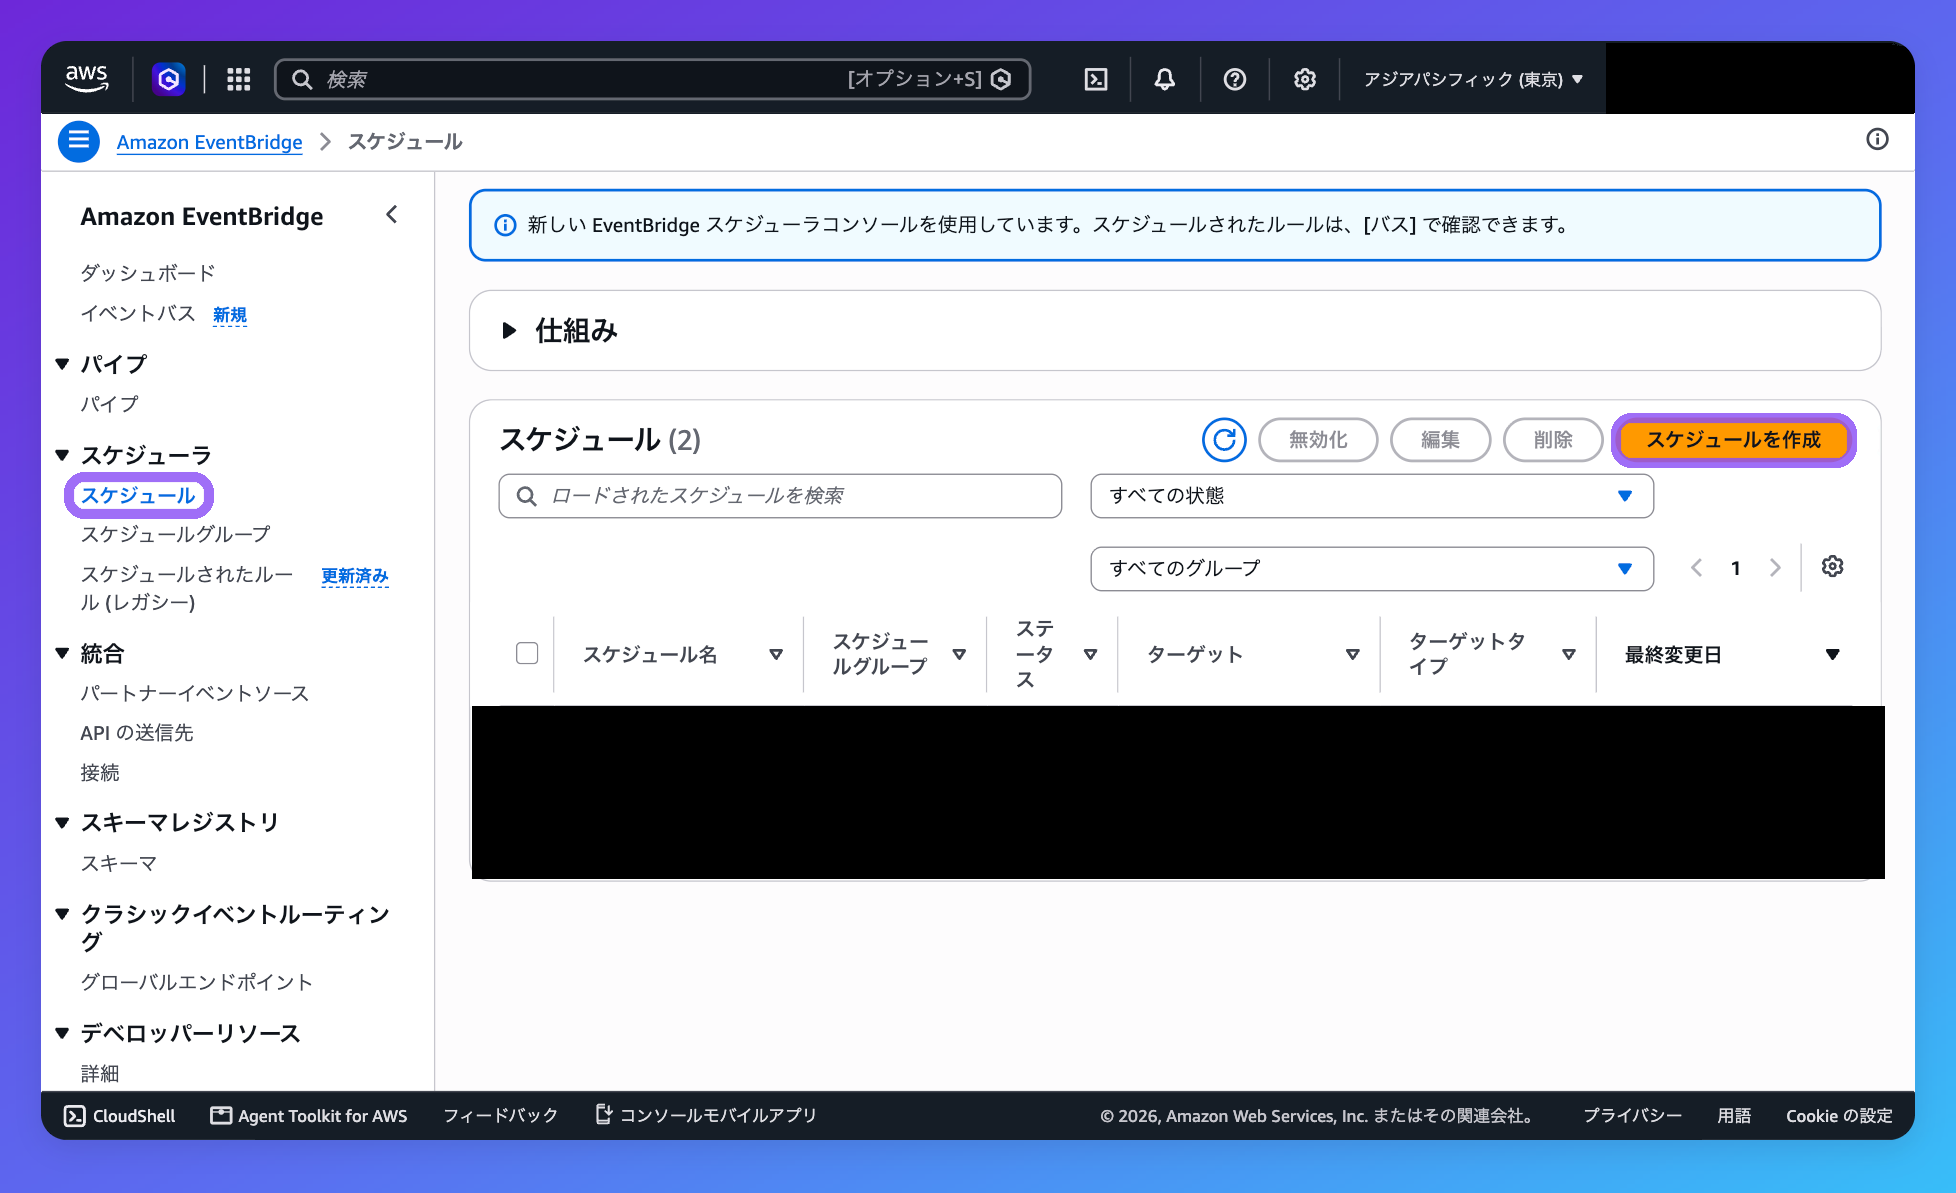 aws
検索
[オプション+S]
アジアパシフィック (東京)
Amazon EventBridge
スケジュール
Amazon EventBridge
ダッシュボード
イベントバス 新規
パイプ
パイプ
スケジューラ
スケジュール
スケジュールグループ
スケジュールされたルー
ル (レガシー)
更新済み
統合
パートナーイベントソース
API の送信先
接続
スキーマレジストリ
スキーマ
クラシックイベントルーティン
グ
グローバルエンドポイント
デベロッパーリソース
詳細
新しい EventBridge スケジューラコンソールを使用しています。スケジュールされたルールは、[バス] で確認できます。
仕組み
スケジュール (2)
無効化
編集
削除
スケジュールを作成
ロードされたスケジュールを検索
すべての状態
すべてのグループ
1
スケジュール名
スケジュー
ルグループ
ステ
ータ
ス
ターゲット
ターゲットタ
イプ
最終変更日
CloudShell
Agent Toolkit for AWS
フィードバック
コンソールモバイルアプリ
© 2026, Amazon Web Services, Inc. またはその関連会社。
プライバシー
用語
Cookie の設定